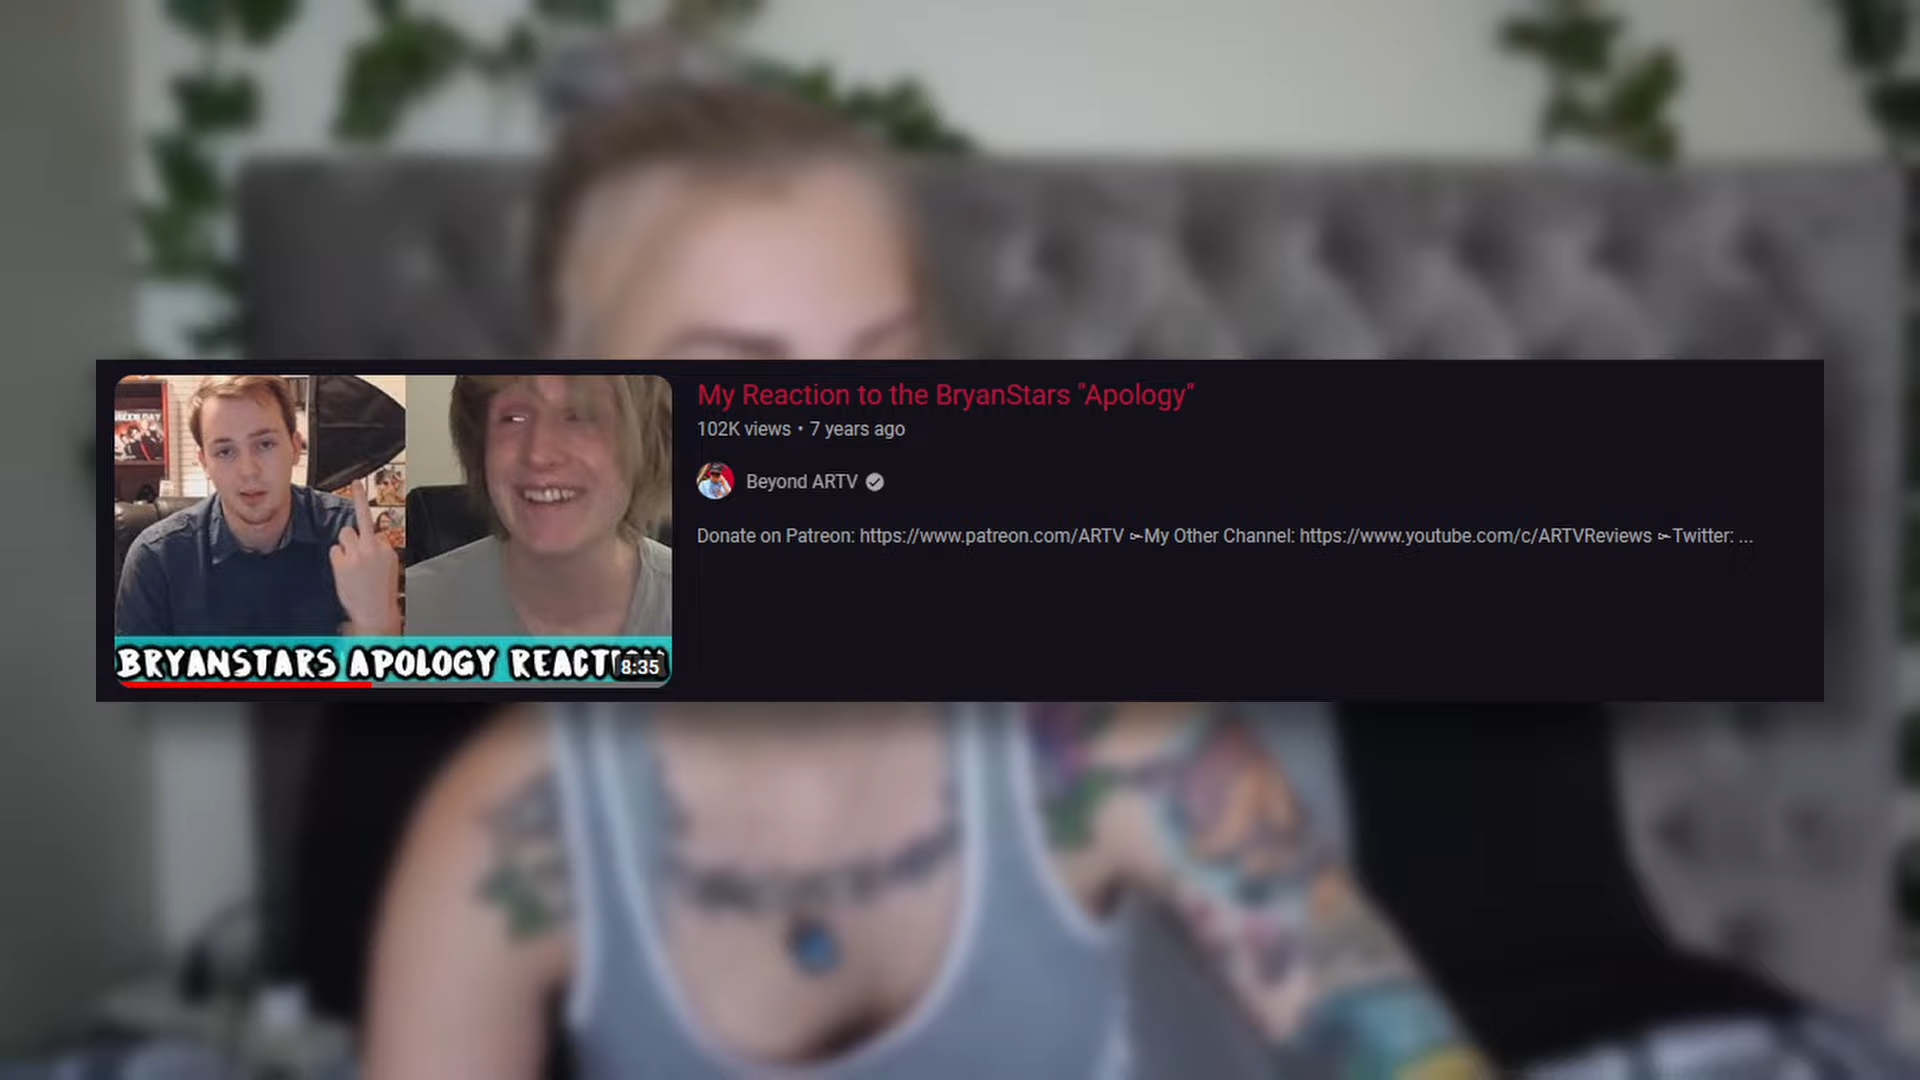 My Reaction to the BryanStars "Apology"
102K views • 7 years ago
Beyond ARTV
Donate on Patreon: https://www.patreon.com/ARTV ➛My Other Channel: https://www.youtube.com/c/ARTVReviews ➛Twitter: ...
BRYANSTARS APOLOGY REACTION
8:35